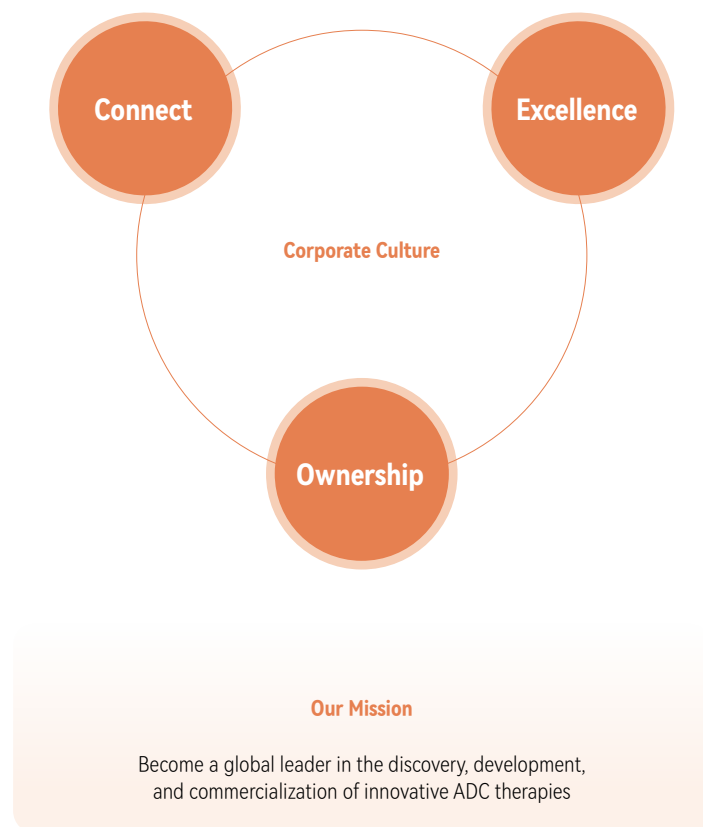 Connect
Excellence
Corporate Culture
Ownership
Our Mission
Become a global leader in the discovery, development,
and commercialization of innovative ADC therapies